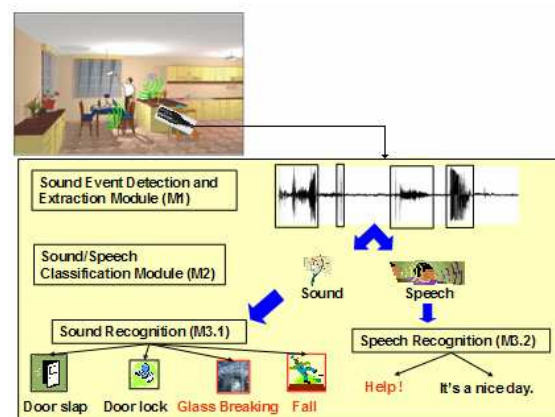 Sound Event Detection and
Extraction Module (M1)
Sound/Speech
Classification Module (M2)
Sound
Speech
Sound Recognition (M3.1)
Speech Recognition (M3.2)
Door slap
Door lock
Glass Breaking
Fall
Help!
It's a nice day.